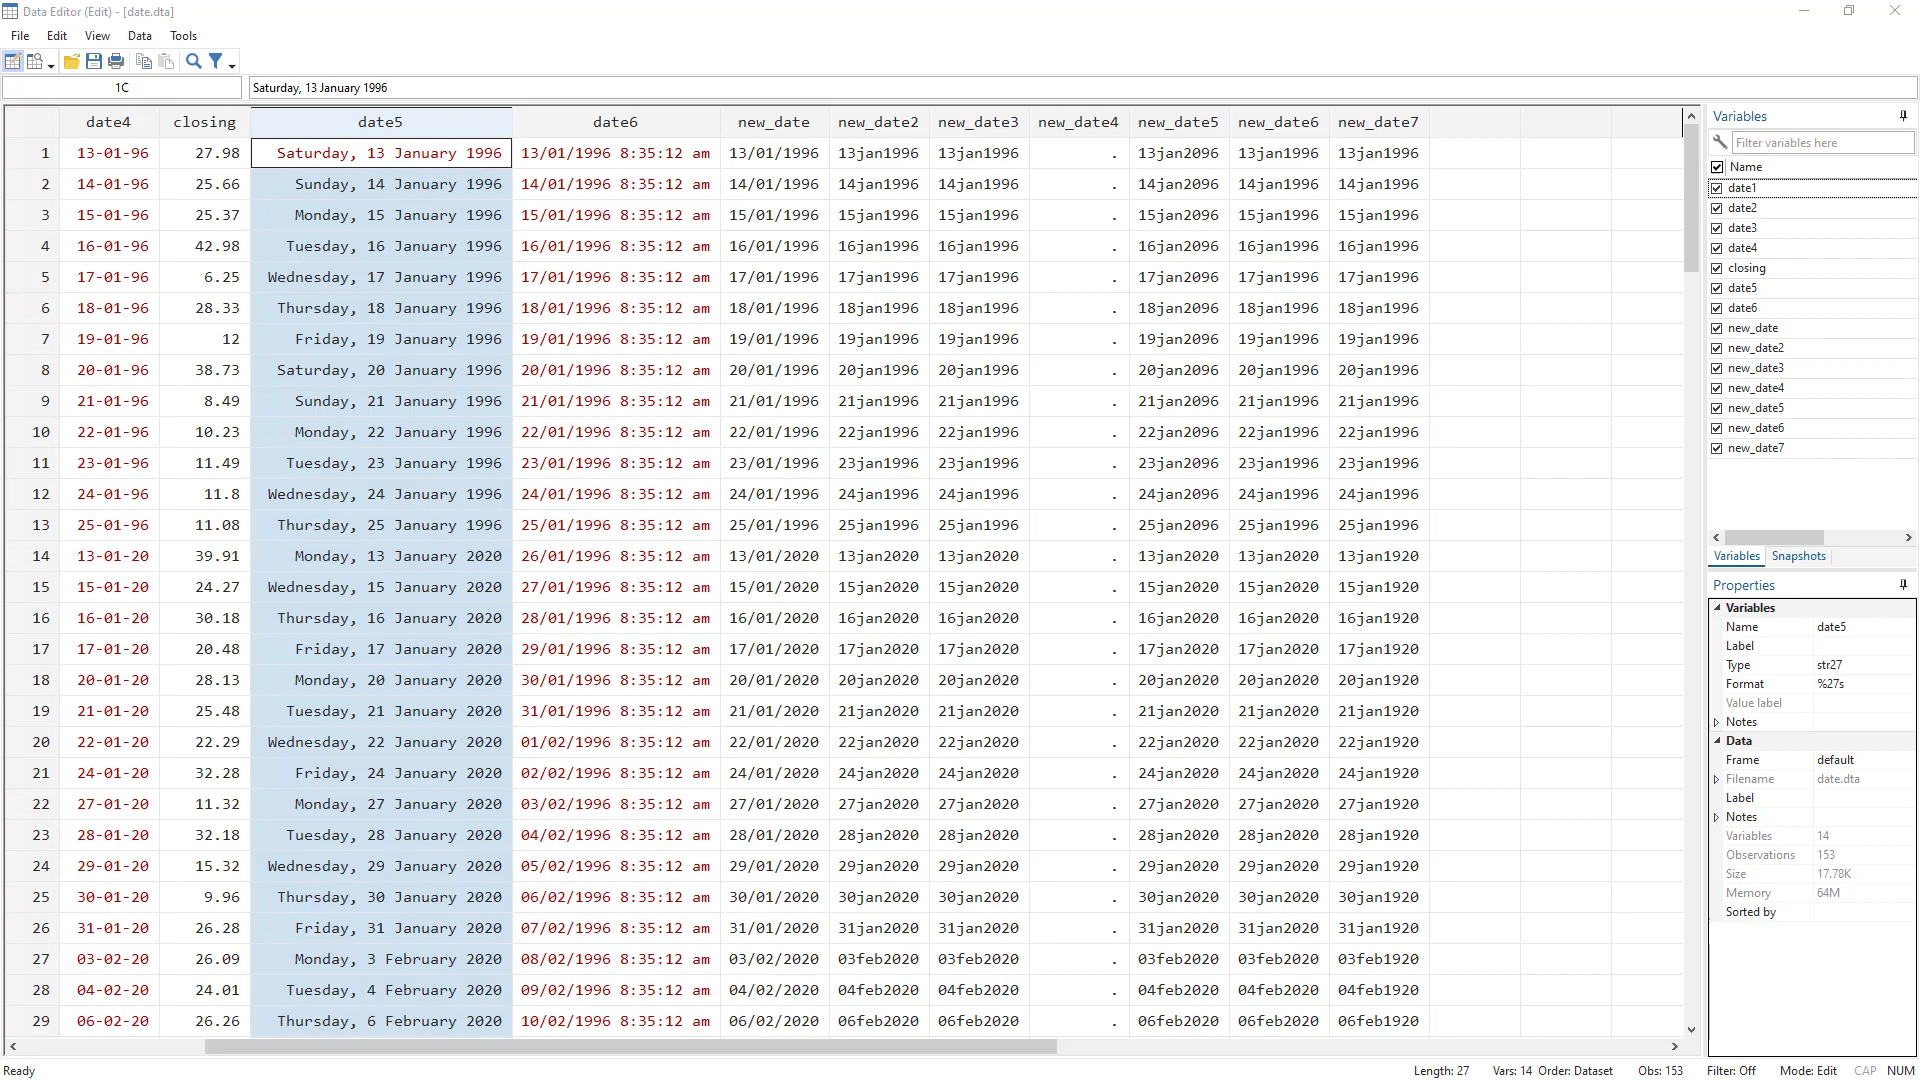 Data Editor (Edit) - [date.dta]
File Edit View Data Tools
1C Saturday, 13 January 1996
date4 closing date5 date6 new_date new_date2 new_date3 new_date4 new_date5 new_date6 new_date7
1 13-01-96 27.98 Saturday, 13 January 1996 13/01/1996 8:35:12 am 13/01/1996 13jan1996 13jan1996 . 13jan2096 13jan1996 13jan1996
2 14-01-96 25.66 Sunday, 14 January 1996 14/01/1996 8:35:12 am 14/01/1996 14jan1996 14jan1996 . 14jan2096 14jan1996 14jan1996
3 15-01-96 25.37 Monday, 15 January 1996 15/01/1996 8:35:12 am 15/01/1996 15jan1996 15jan1996 . 15jan2096 15jan1996 15jan1996
4 16-01-96 42.98 Tuesday, 16 January 1996 16/01/1996 8:35:12 am 16/01/1996 16jan1996 16jan1996 . 16jan2096 16jan1996 16jan1996
5 17-01-96 6.25 Wednesday, 17 January 1996 17/01/1996 8:35:12 am 17/01/1996 17jan1996 17jan1996 . 17jan2096 17jan1996 17jan1996
6 18-01-96 28.33 Thursday, 18 January 1996 18/01/1996 8:35:12 am 18/01/1996 18jan1996 18jan1996 . 18jan2096 18jan1996 18jan1996
7 19-01-96 12 Friday, 19 January 1996 19/01/1996 8:35:12 am 19/01/1996 19jan1996 19jan1996 . 19jan2096 19jan1996 19jan1996
8 20-01-96 38.73 Saturday, 20 January 1996 20/01/1996 8:35:12 am 20/01/1996 20jan1996 20jan1996 . 20jan2096 20jan1996 20jan1996
9 21-01-96 8.49 Sunday, 21 January 1996 21/01/1996 8:35:12 am 21/01/1996 21jan1996 21jan1996 . 21jan2096 21jan1996 21jan1996
10 22-01-96 10.23 Monday, 22 January 1996 22/01/1996 8:35:12 am 22/01/1996 22jan1996 22jan1996 . 22jan2096 22jan1996 22jan1996
11 23-01-96 11.49 Tuesday, 23 January 1996 23/01/1996 8:35:12 am 23/01/1996 23jan1996 23jan1996 . 23jan2096 23jan1996 23jan1996
12 24-01-96 11.8 Wednesday, 24 January 1996 24/01/1996 8:35:12 am 24/01/1996 24jan1996 24jan1996 . 24jan2096 24jan1996 24jan1996
13 25-01-96 11.08 Thursday, 25 January 1996 25/01/1996 8:35:12 am 25/01/1996 25jan1996 25jan1996 . 25jan2096 25jan1996 25jan1996
14 13-01-20 39.91 Monday, 13 January 2020 26/01/1996 8:35:12 am 13/01/2020 13jan2020 13jan2020 . 13jan2020 13jan2020 13jan1920
15 15-01-20 24.27 Wednesday, 15 January 2020 27/01/1996 8:35:12 am 15/01/2020 15jan2020 15jan2020 . 15jan2020 15jan2020 15jan1920
16 16-01-20 30.18 Thursday, 16 January 2020 28/01/1996 8:35:12 am 16/01/2020 16jan2020 16jan2020 . 16jan2020 16jan2020 16jan1920
17 17-01-20 20.48 Friday, 17 January 2020 29/01/1996 8:35:12 am 17/01/2020 17jan2020 17jan2020 . 17jan2020 17jan2020 17jan1920
18 20-01-20 28.13 Monday, 20 January 2020 30/01/1996 8:35:12 am 20/01/2020 20jan2020 20jan2020 . 20jan2020 20jan2020 20jan1920
19 21-01-20 25.48 Tuesday, 21 January 2020 31/01/1996 8:35:12 am 21/01/2020 21jan2020 21jan2020 . 21jan2020 21jan2020 21jan1920
20 22-01-20 22.29 Wednesday, 22 January 2020 01/02/1996 8:35:12 am 22/01/2020 22jan2020 22jan2020 . 22jan2020 22jan2020 22jan1920
21 24-01-20 32.28 Friday, 24 January 2020 02/02/1996 8:35:12 am 24/01/2020 24jan2020 24jan2020 . 24jan2020 24jan2020 24jan1920
22 27-01-20 11.32 Monday, 27 January 2020 03/02/1996 8:35:12 am 27/01/2020 27jan2020 27jan2020 . 27jan2020 27jan2020 27jan1920
23 28-01-20 32.18 Tuesday, 28 January 2020 04/02/1996 8:35:12 am 28/01/2020 28jan2020 28jan2020 . 28jan2020 28jan2020 28jan1920
24 29-01-20 15.32 Wednesday, 29 January 2020 05/02/1996 8:35:12 am 29/01/2020 29jan2020 29jan2020 . 29jan2020 29jan2020 29jan1920
25 30-01-20 9.96 Thursday, 30 January 2020 06/02/1996 8:35:12 am 30/01/2020 30jan2020 30jan2020 . 30jan2020 30jan2020 30jan1920
26 31-01-20 26.28 Friday, 31 January 2020 07/02/1996 8:35:12 am 31/01/2020 31jan2020 31jan2020 . 31jan2020 31jan2020 31jan1920
27 03-02-20 26.09 Monday, 3 February 2020 08/02/1996 8:35:12 am 03/02/2020 03feb2020 03feb2020 . 03feb2020 03feb2020 03feb1920
28 04-02-20 24.01 Tuesday, 4 February 2020 09/02/1996 8:35:12 am 04/02/2020 04feb2020 04feb2020 . 04feb2020 04feb2020 04feb1920
29 06-02-20 26.26 Thursday, 6 February 2020 10/02/1996 8:35:12 am 06/02/2020 06feb2020 06feb2020 . 06feb2020 06feb2020 06feb1920
Variables
Filter variables here
Name
date1
date2
date3
date4
closing
date5
date6
new_date
new_date2
new_date3
new_date4
new_date5
new_date6
new_date7
Variables Snapshots
Properties
Variables
Name date5
Label
Type str27
Format %27s
Value label
Notes
Data
Frame default
Filename date.dta
Label
Notes
Variables 14
Observations 153
Size 17.78K
Memory 64M
Sorted by
Ready Length: 27 Vars: 14 Order: Dataset Obs: 153 Filter: Off Mode: Edit CAP NUM